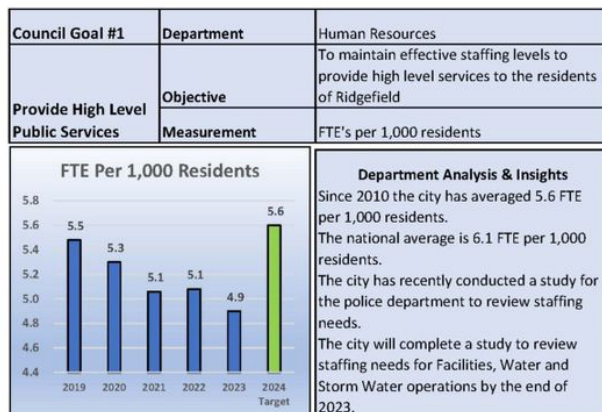 Council Goal #1
Department
Human Resources
Provide High Level
Public Services
Objective
To maintain effective staffing levels to
provide high level services to the residents
of Ridgefield
Measurement
FTE's per 1,000 residents
FTE Per 1,000 Residents
5.8
5.6
5.4
5.2
5.0
4.8
4.6
4.4
5.5
5.3
5.1
5.1
4.9
5.6
2019
2020
2021
2022
2023
2024
Target
Department Analysis & Insights
Since 2010 the city has averaged 5.6 FTE
per 1,000 residents.
The national average is 6.1 FTE per 1,000
residents.
The city has recently conducted a study for
the police department to review staffing
needs.
The city will complete a study to review
staffing needs for Facilities, Water and
Storm Water operations by the end of
2023.